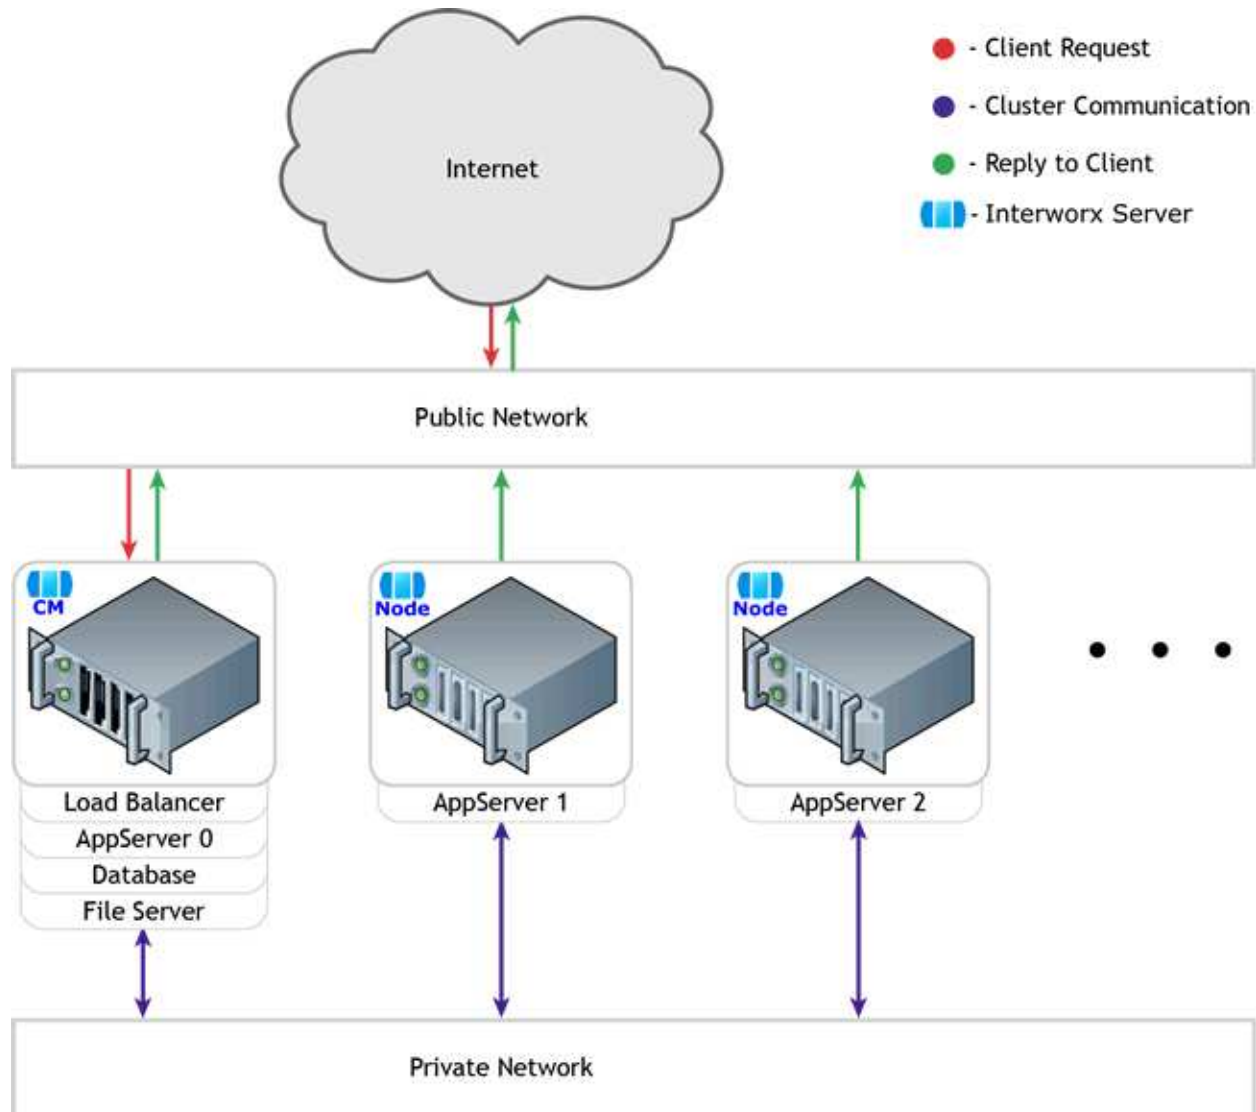 - Client Request
- Cluster Communication
Internet
- Reply to Client
- Interworx Server
Public Network
CM
Node
Node
Load Balancer
AppServer 1
AppServer 2
AppServer 0
Database
File Server
Private Network